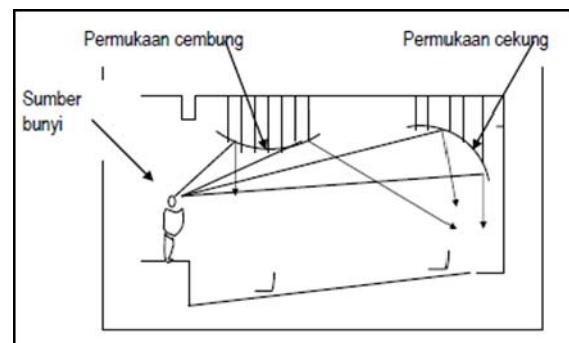 Permukaan cembung
Permukaan cekung
Sumber
bunyi